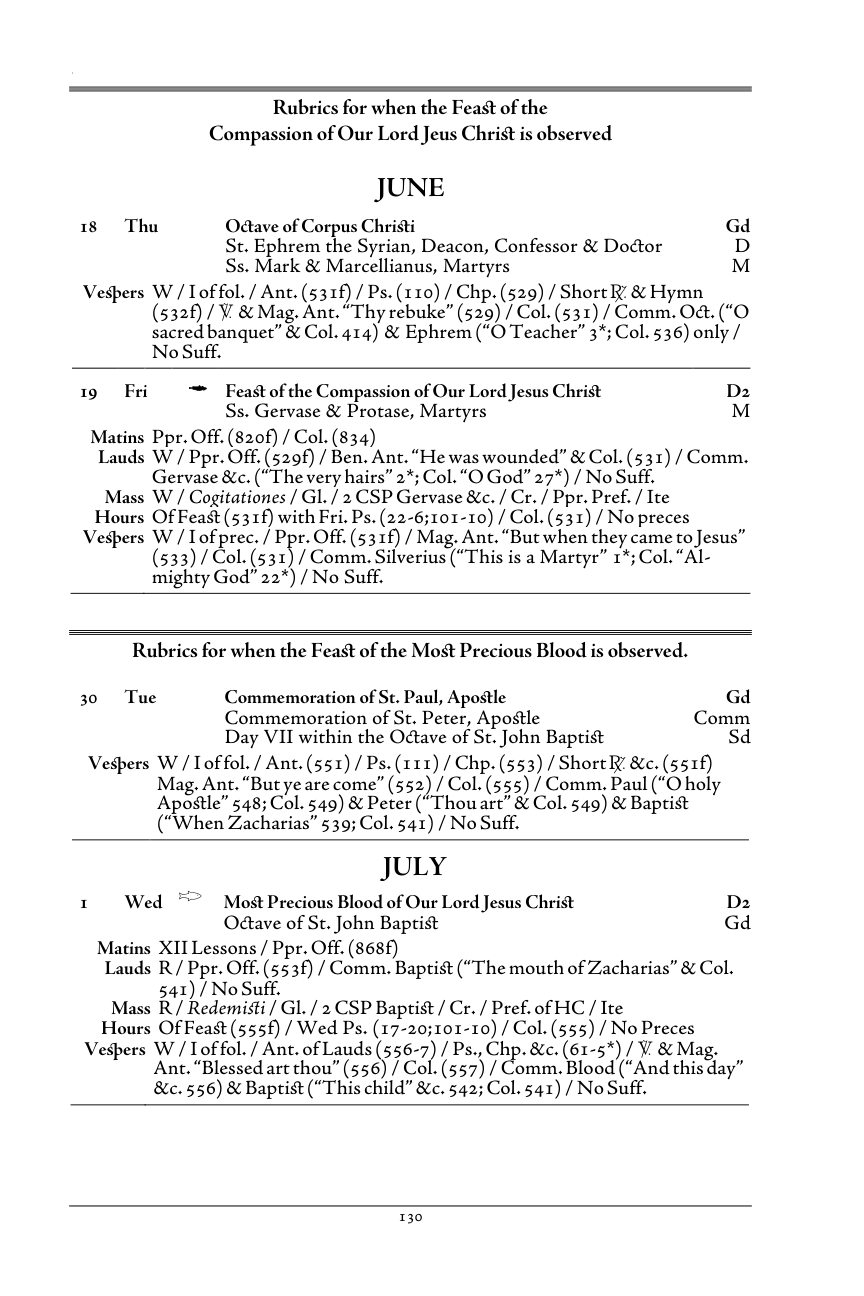 Rubrics for when the Feast of the
Compassion of Our Lord Jeus Christ is observed
JUNE
18 Thu Octave of Corpus Christi Gd
St. Ephrem the Syrian, Deacon, Confessor & Doctor D
Ss. Mark & Marcellianus, Martyrs M
Vespers W / I of fol. / Ant. (531f) / Ps. (110) / Chp. (529) / Short ℟. & Hymn
(532f) / ℣. & Mag. Ant. “Thy rebuke” (529) / Col. (531) / Comm. Oct. (“O
sacred banquet” & Col. 414) & Ephrem (“O Teacher” 3*; Col. 536) only /
No Suff.
19 Fri Feast of the Compassion of Our Lord Jesus Christ D2
Ss. Gervase & Protase, Martyrs M
Matins Ppr. Off. (820f) / Col. (834)
Lauds W / Ppr. Off. (529f) / Ben. Ant. “He was wounded” & Col. (531) / Comm.
Gervase &c. (“The very hairs” 2*; Col. “O God” 27*) / No Suff.
Mass W / Cogitationes / Gl. / 2 CSP Gervase &c. / Cr. / Ppr. Pref. / Ite
Hours Of Feast (531f) with Fri. Ps. (22-6;101-10) / Col. (531) / No preces
Vespers W / I of prec. / Ppr. Off. (531f) / Mag. Ant. “But when they came to Jesus”
(533) / Col. (531) / Comm. Silverius (“This is a Martyr” 1*; Col. “Al-
mighty God” 22*) / No Suff.
Rubrics for when the Feast of the Most Precious Blood is observed.
30 Tue Commemoration of St. Paul, Apostle Gd
Commemoration of St. Peter, Apostle Comm
Day VII within the Octave of St. John Baptist Sd
Vespers W / I of fol. / Ant. (551) / Ps. (111) / Chp. (553) / Short ℟. &c. (551f)
Mag. Ant. “But ye are come” (552) / Col. (555) / Comm. Paul (“O holy
Apostle” 548; Col. 549) & Peter (“Thou art” & Col. 549) & Baptist
(“When Zacharias” 539; Col. 541) / No Suff.
JULY
1 Wed Most Precious Blood of Our Lord Jesus Christ D2
Octave of St. John Baptist Gd
Matins XII Lessons / Ppr. Off. (868f)
Lauds R / Ppr. Off. (553f) / Comm. Baptist (“The mouth of Zacharias” & Col.
541) / No Suff.
Mass R / Redemisti / Gl. / 2 CSP Baptist / Cr. / Pref. of HC / Ite
Hours Of Feast (555f) / Wed Ps. (17-20;101-10) / Col. (555) / No Preces
Vespers W / I of fol. / Ant. of Lauds (556-7) / Ps., Chp. &c. (61-5*) / ℣. & Mag.
Ant. “Blessed art thou” (556) / Col. (557) / Comm. Blood (“And this day”
&c. 556) & Baptist (“This child” &c. 542; Col. 541) / No Suff.
130